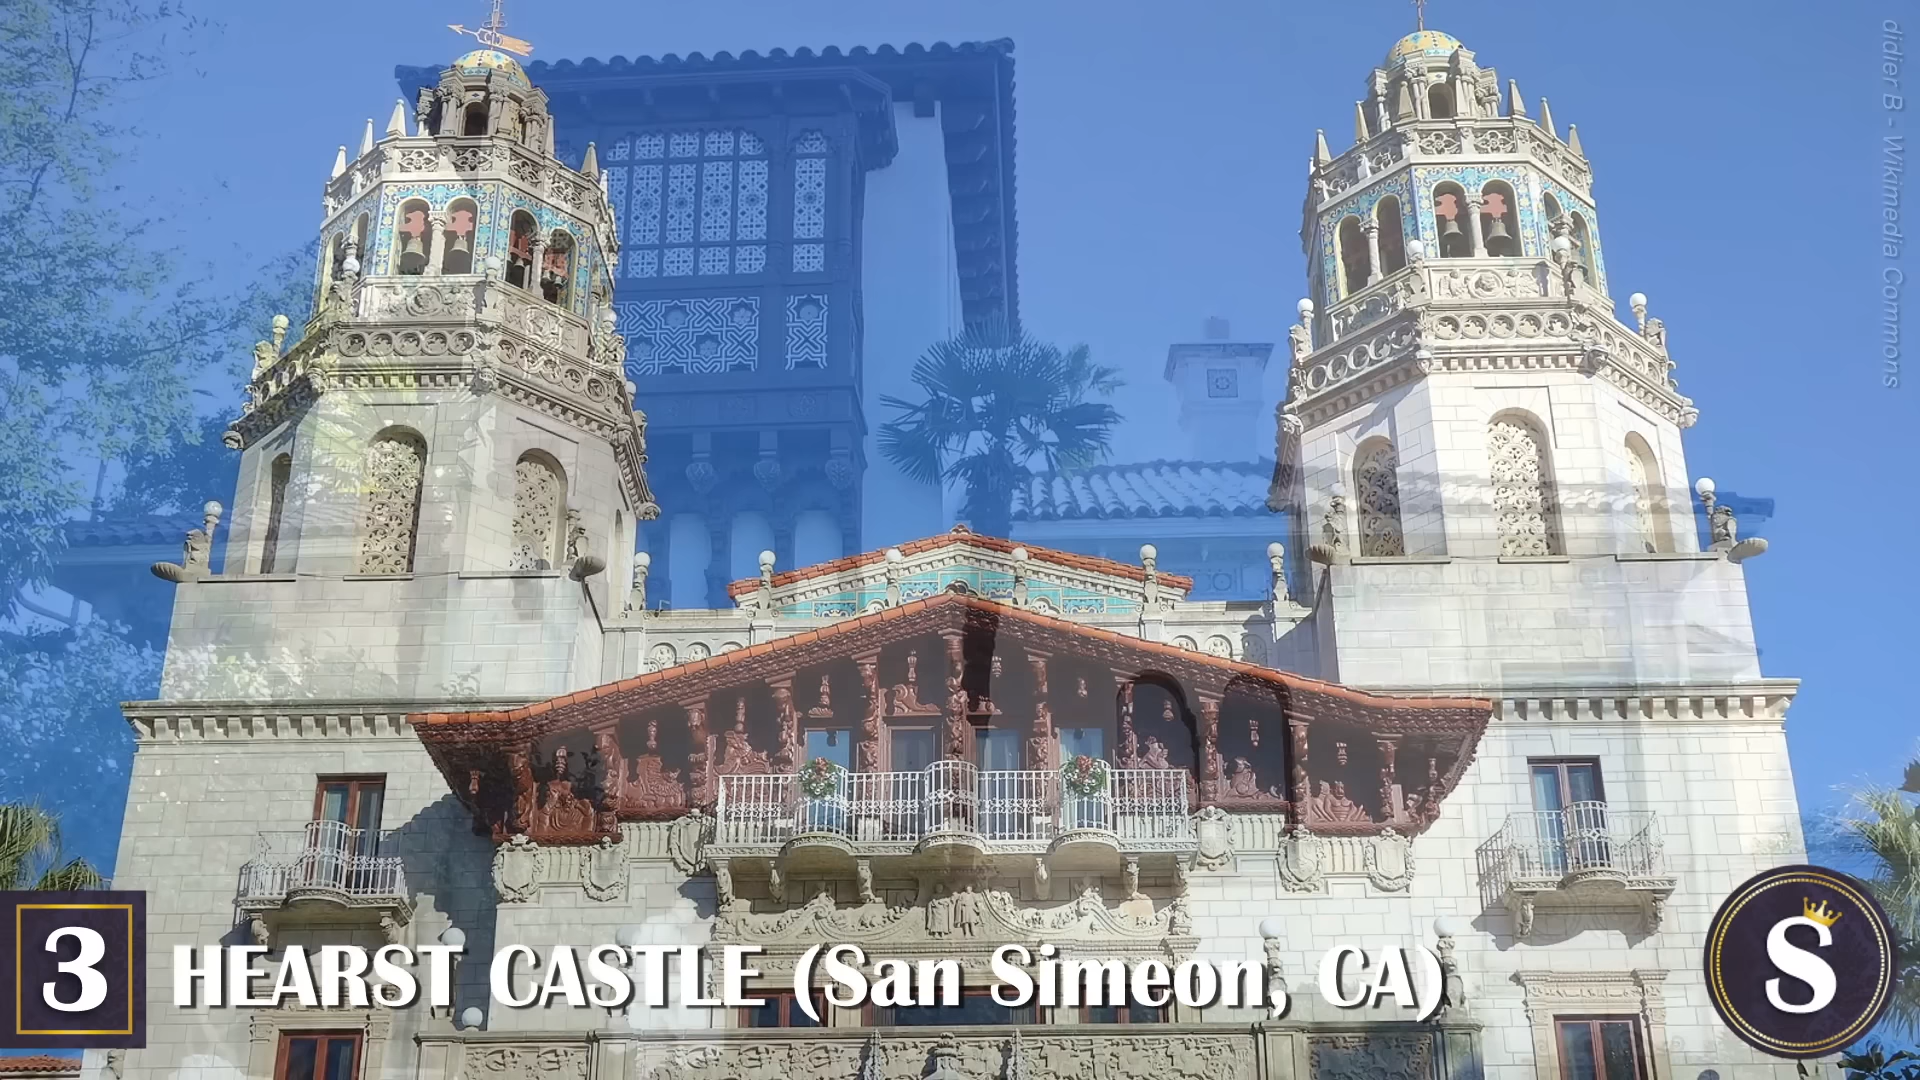 didier B - Wikimedia Commons
3
HEARST CASTLE (San Simeon, CA)
S